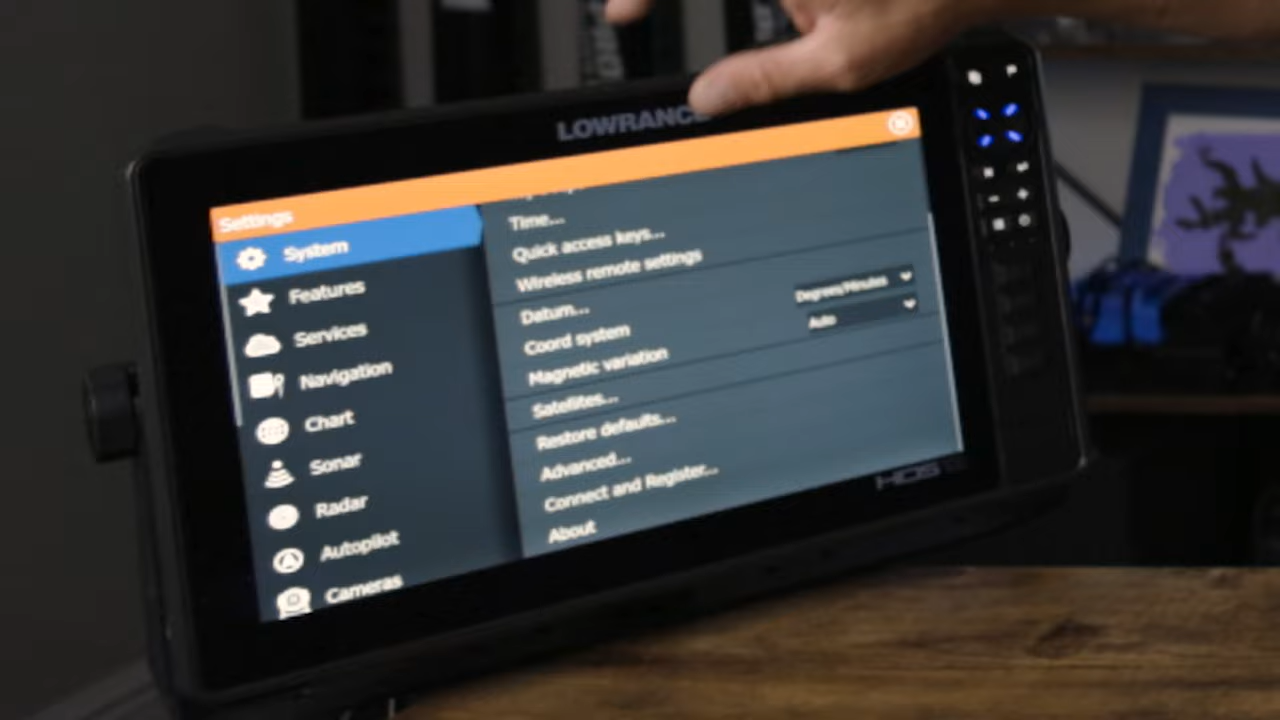 LOWRANCE
Settings
System
Features
Services
Navigation
Chart
Sonar
Radar
Autopilot
Cameras
Time...
Quick access keys...
Wireless remote settings
Datum...
Coord system Degrees/Minutes
Magnetic variation Auto
Satellites...
Restore defaults...
Advanced...
Connect and Register...
About
HDS